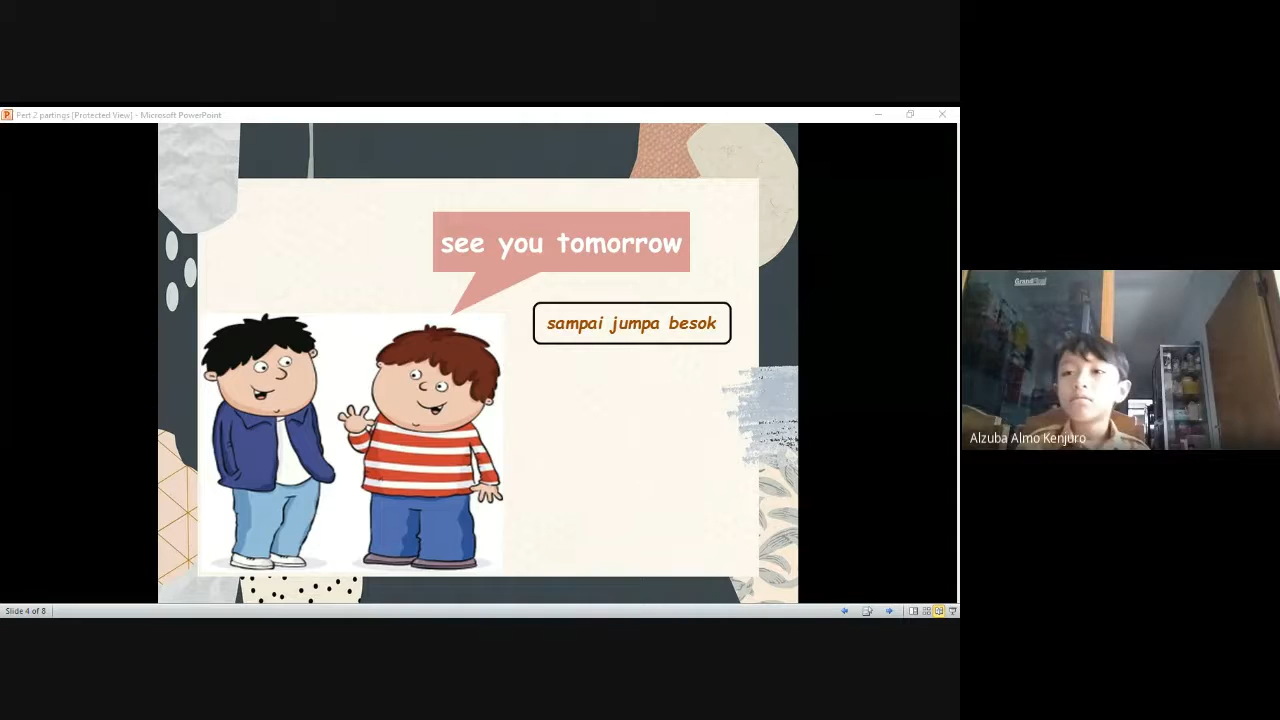 Pert 2 partings [Protected View] - Microsoft PowerPoint
see you tomorrow
sampai jumpa besok
Alzuba Almo Kenjuro
Slide 4 of 8